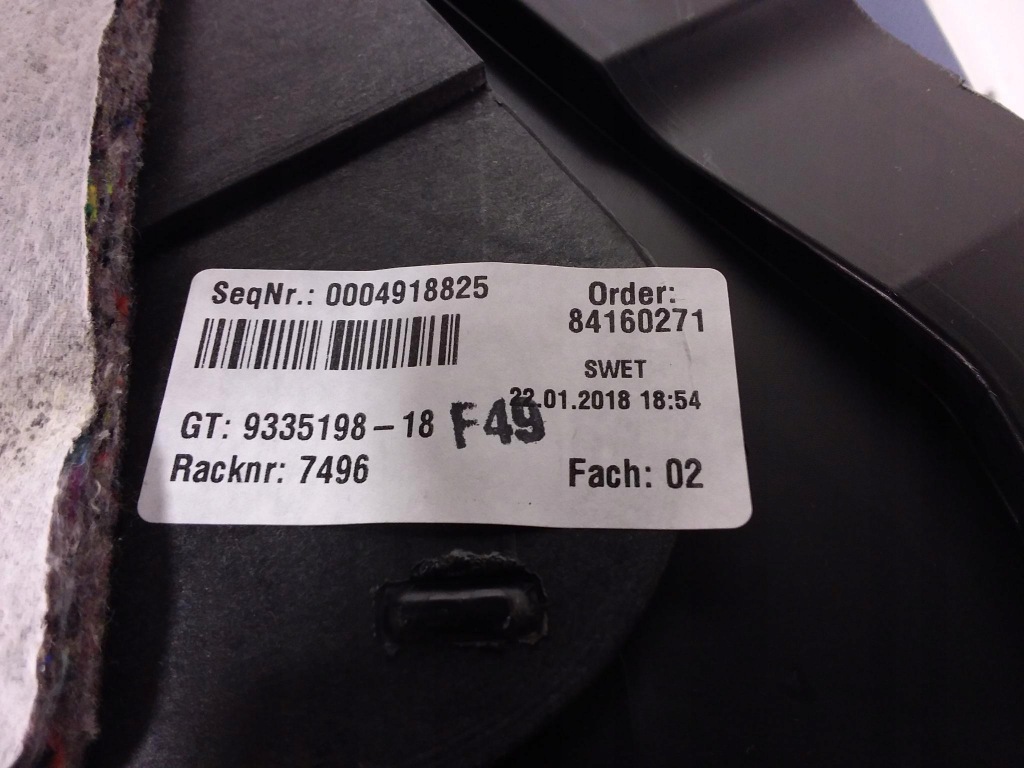 SeqNr.: 0004918825
Order:
84160271
SWET
22.01.2018 18:54
GT: 9335198-18 F49
Racknr: 7496
Fach: 02